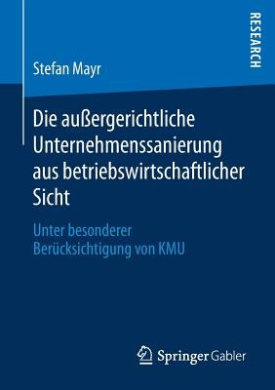 RESEARCH
Stefan Mayr
Die außergerichtliche
Unternehmenssanierung
aus betriebswirtschaftlicher
Sicht
Unter besonderer
Berücksichtigung von KMU
Springer Gabler